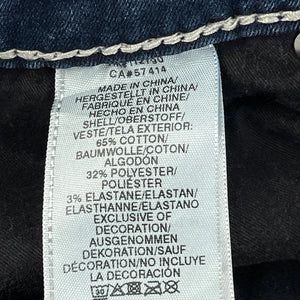 CA#57414
MADE IN CHINA/
HERGESTELLT IN CHINA/
FABRIQUÉ EN CHINE/
HECHO EN CHINA
SHELL/OBERSTOFF/
VESTE/TELA EXTERIOR:
65% COTTON/
BAUMWOLLE/COTON/
ALGODÓN
32% POLYESTER/
POLIÉSTER
3% ELASTANE/ELASTAN/
ELASTHANNE/ELASTANO
EXCLUSIVE OF
DECORATION/
AUSGENOMMEN
DEKORATION/SAUF
DÉCORATION/NO INCLUYE
LA DECORACIÓN